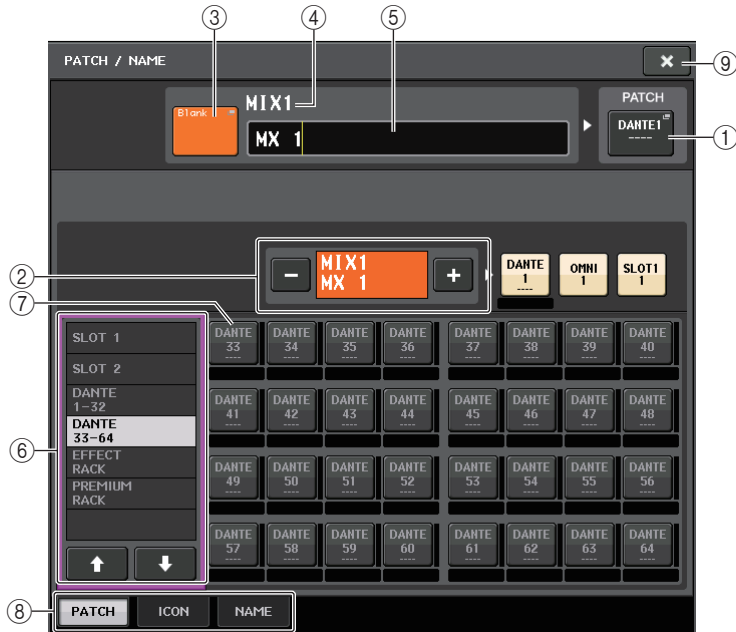 ③ ④ ⑤
PATCH / NAME
× ⑨
Blank
MIX1
MX 1
PATCH
DANTE1
----
①
②
−
MIX1
MX 1
+
DANTE
1
----
OMNI
1
SLOT1
1
⑦
⑥
SLOT 1
SLOT 2
DANTE
1-32
DANTE
33-64
EFFECT
RACK
PREMIUM
RACK
DANTE DANTE DANTE DANTE DANTE DANTE DANTE DANTE
33 34 35 36 37 38 39 40
---- ---- ---- ---- ---- ---- ---- ----
DANTE DANTE DANTE DANTE DANTE DANTE DANTE DANTE
41 42 43 44 45 46 47 48
---- ---- ---- ---- ---- ---- ---- ----
DANTE DANTE DANTE DANTE DANTE DANTE DANTE DANTE
49 50 51 52 53 54 55 56
---- ---- ---- ---- ---- ---- ---- ----
DANTE DANTE DANTE DANTE DANTE DANTE DANTE DANTE
57 58 59 60 61 62 63 64
---- ---- ---- ---- ---- ---- ---- ----
⑧
PATCH ICON NAME